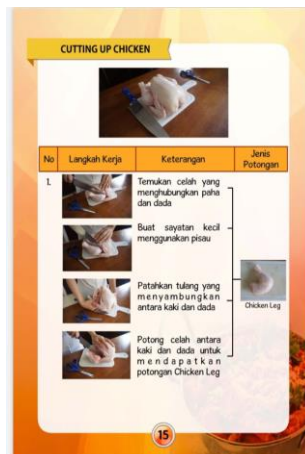 CUTTING UP CHICKEN
No
Langkah Kerja
Keterangan
Jenis
Potongan
1.
Temukan celah yang
menghubungkan paha
dan dada
Buat sayatan kecil
menggunakan pisau
Patahkan tulang yang
menyambungkan
antara kaki dan dada
Chicken Leg
Potong celah antara
kaki dan dada untuk
mendapatkan
potongan Chicken Leg
15